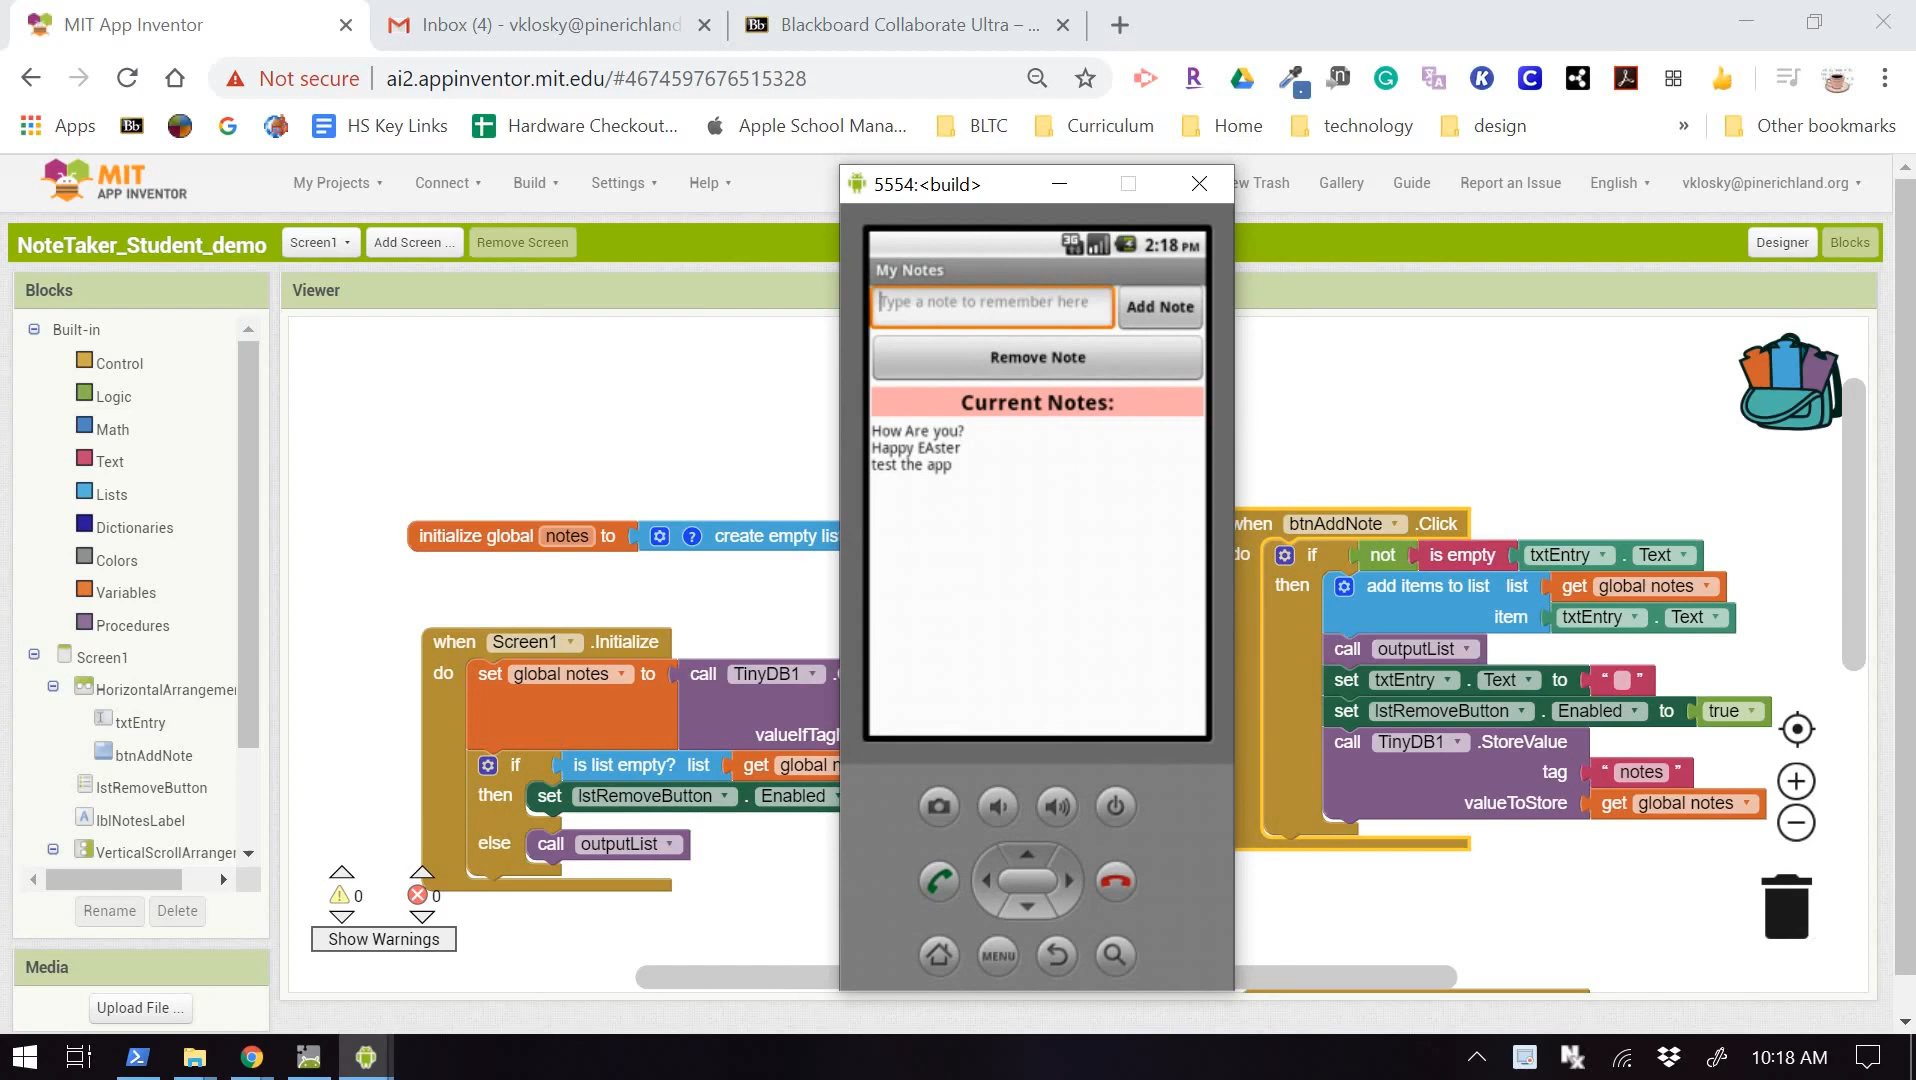 MIT App Inventor
Inbox (4) - vklosky@pinerichland
Blackboard Collaborate Ultra – ...
Not secure
ai2.appinventor.mit.edu/#4674597676515328
Apps
Bb
HS Key Links
Hardware Checkout...
Apple School Mana...
BLTC
Curriculum
Home
technology
design
»
Other bookmarks
MIT
APP INVENTOR
My Projects
Connect
Build
Settings
Help
Trash
Gallery
Guide
Report an Issue
English
vklosky@pinerichland.org
NoteTaker_Student_demo
Screen1
Add Screen ...
Remove Screen
Designer
Blocks
Blocks
Built-in
Control
Logic
Math
Text
Lists
Dictionaries
Colors
Variables
Procedures
Screen1
HorizontalArrangeme
txtEntry
btnAddNote
lstRemoveButton
lblNotesLabel
VerticalScrollArranger
Rename
Delete
Media
Upload File ...
Viewer
initialize global notes to create empty lis
when Screen1 .Initialize
do set global notes to call TinyDB1
valueIfTagI
if is list empty? list get global n
then set lstRemoveButton . Enabled
else call outputList
0
0
Show Warnings
5554:<build>
3G
2:18 PM
My Notes
Type a note to remember here
Add Note
Remove Note
Current Notes:
How Are you?
Happy EAster
test the app
MENU
when btnAddNote .Click
do if not is empty txtEntry . Text
then add items to list list get global notes
item txtEntry . Text
call outputList
set txtEntry . Text to “ ”
set lstRemoveButton . Enabled to true
call TinyDB1 .StoreValue
tag “ notes ”
valueToStore get global notes
10:18 AM